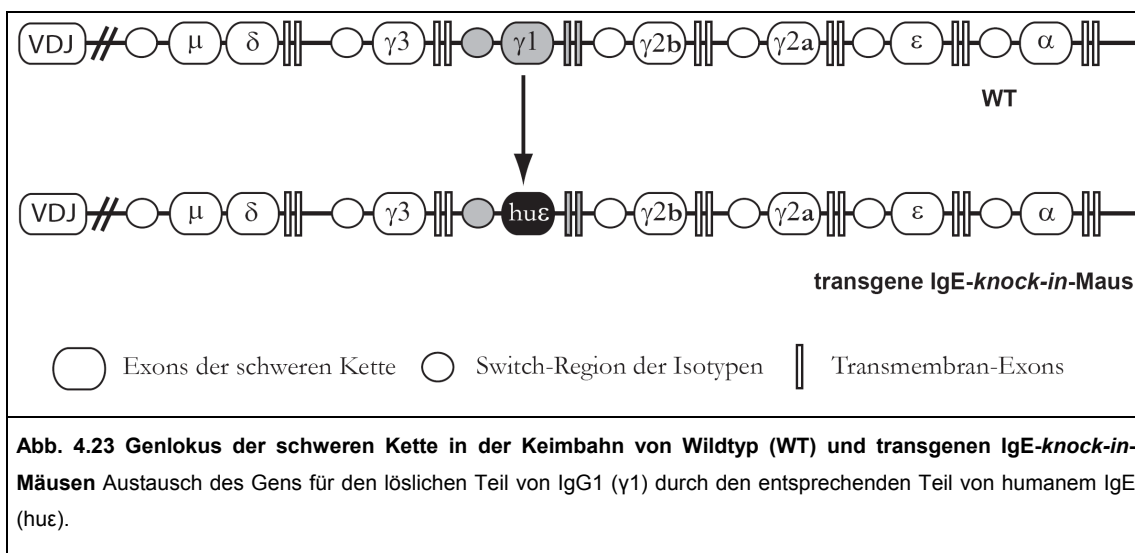 VDJ μ δ γ3 γ1 γ2b γ2a ε α
WT
VDJ μ δ γ3 huε γ2b γ2a ε α
transgene IgE-knock-in-Maus
Exons der schweren Kette Switch-Region der Isotypen Transmembran-Exons
Abb. 4.23 Genlokus der schweren Kette in der Keimbahn von Wildtyp (WT) und transgenen IgE-knock-in-
Mäusen Austausch des Gens für den löslichen Teil von IgG1 (γ1) durch den entsprechenden Teil von humanem IgE
(huε).